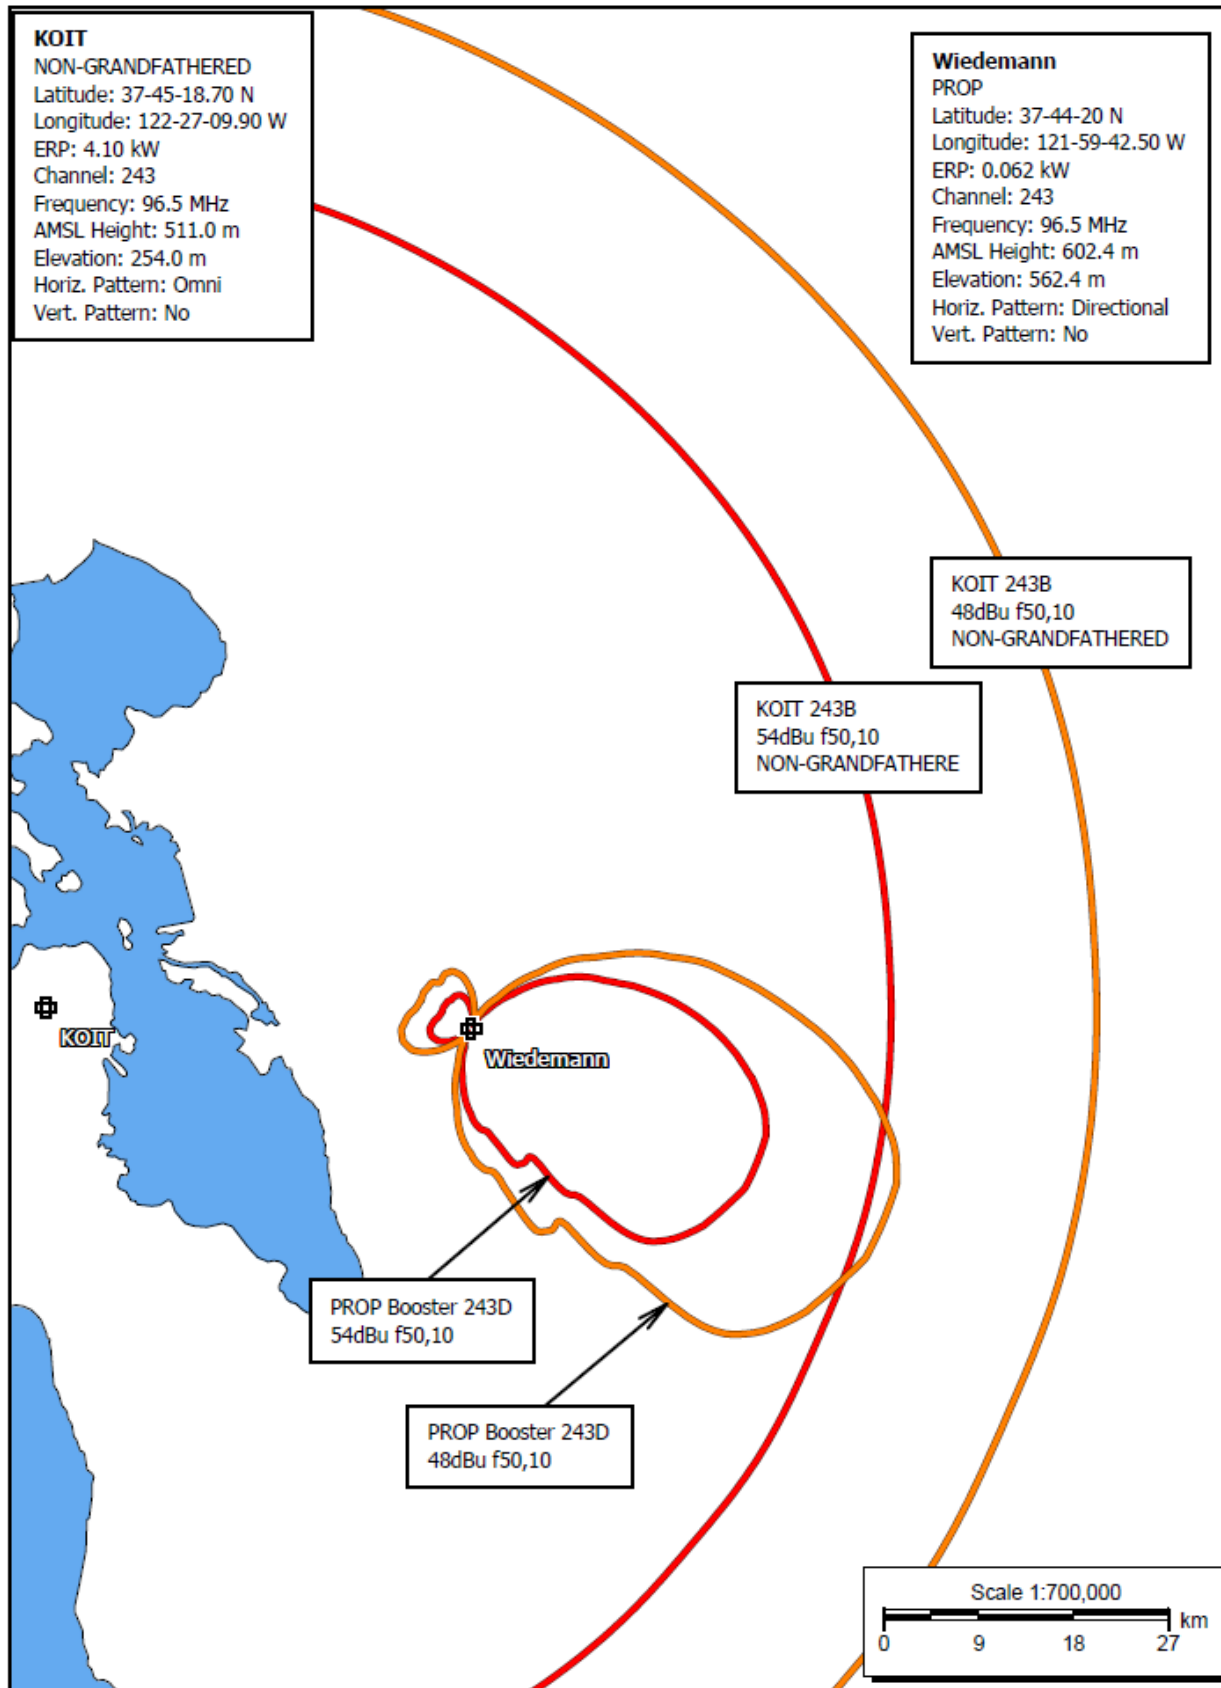 KOIT
NON-GRANDFATHERED
Latitude: 37-45-18.70 N
Longitude: 122-27-09.90 W
ERP: 4.10 kW
Channel: 243
Frequency: 96.5 MHz
AMSL Height: 511.0 m
Elevation: 254.0 m
Horiz. Pattern: Omni
Vert. Pattern: No
Wiedemann
PROP
Latitude: 37-44-20 N
Longitude: 121-59-42.50 W
ERP: 0.062 kW
Channel: 243
Frequency: 96.5 MHz
AMSL Height: 602.4 m
Elevation: 562.4 m
Horiz. Pattern: Directional
Vert. Pattern: No
KOIT 243B
48dBu f50,10
NON-GRANDFATHERED
KOIT 243B
54dBu f50,10
NON-GRANDFATHERE
KOIT
Wiedemann
PROP Booster 243D
54dBu f50,10
PROP Booster 243D
48dBu f50,10
Scale 1:700,000
km
0 9 18 27